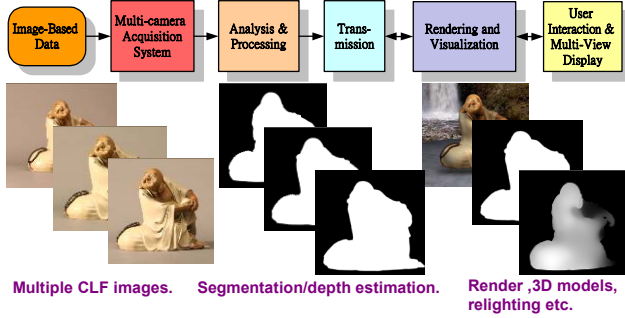 Image-Based
Data
Multi-camera
Acquisition
System
Analysis &
Processing
Trans-
mission
Rendering and
Visualization
User
Interaction &
Multi-View
Display
Multiple CLF images.
Segmentation/depth estimation.
Render ,3D models,
relighting etc.